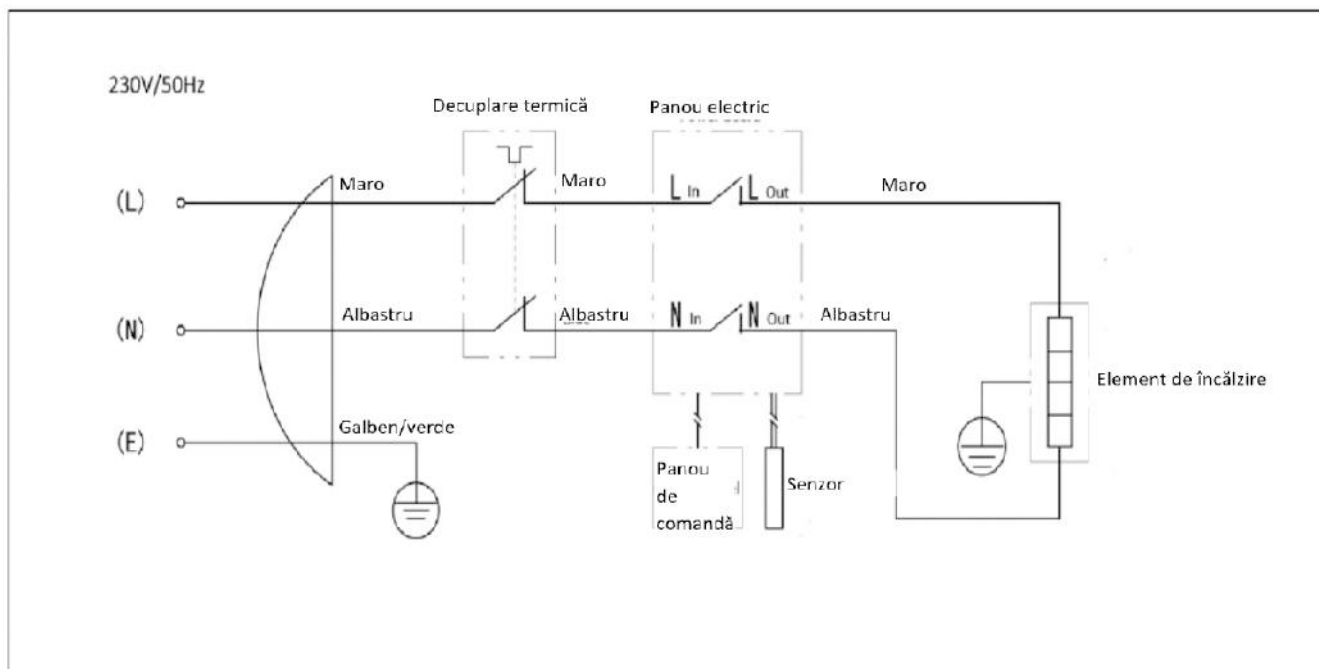 230V/50Hz
Decuplare termică
Panou electric
(L)
Maro
Maro
L In
L Out
Maro
(N)
Albastru
Albastru
N In
N Out
Albastru
Element de încălzire
(E)
Galben/verde
Panou
de
comandă
Senzor